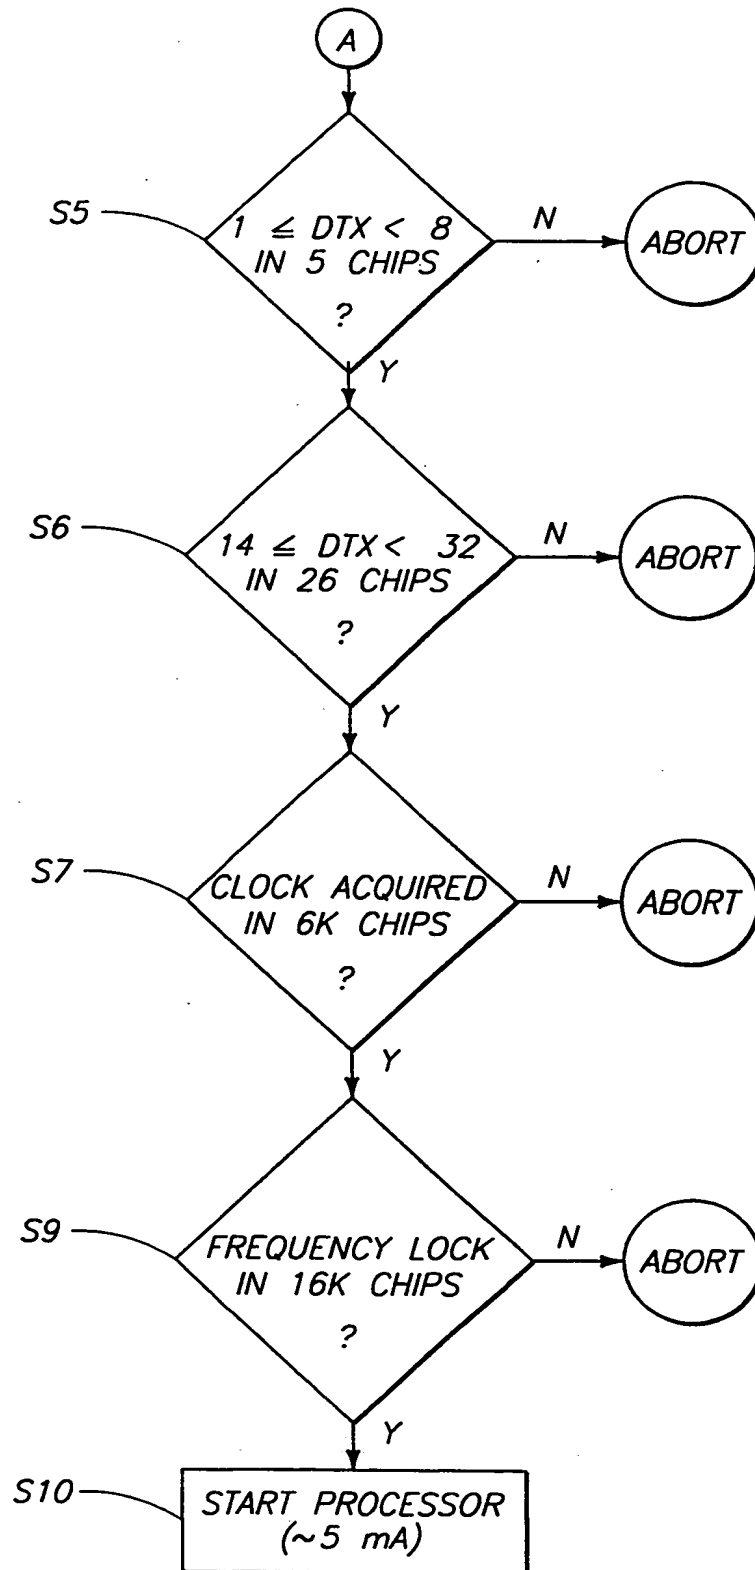 A
S5
1 ≦ DTX < 8
IN 5 CHIPS
?
N
ABORT
Y
S6
14 ≦ DTX < 32
IN 26 CHIPS
?
N
ABORT
Y
S7
CLOCK ACQUIRED
IN 6K CHIPS
?
N
ABORT
Y
S9
FREQUENCY LOCK
IN 16K CHIPS
?
N
ABORT
Y
S10
START PROCESSOR
(~5 mA)